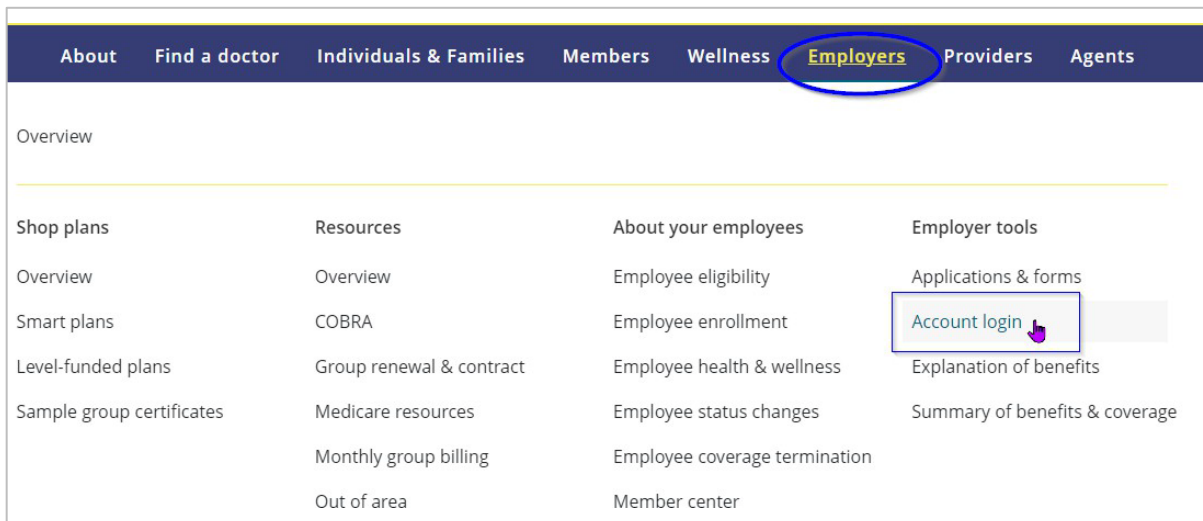 About Find a doctor Individuals & Families Members Wellness Employers Providers Agents
Overview
Shop plans
Overview
Smart plans
Level-funded plans
Sample group certificates
Resources
Overview
COBRA
Group renewal & contract
Medicare resources
Monthly group billing
Out of area
About your employees
Employee eligibility
Employee enrollment
Employee health & wellness
Employee status changes
Employee coverage termination
Member center
Employer tools
Applications & forms
Account login
Explanation of benefits
Summary of benefits & coverage